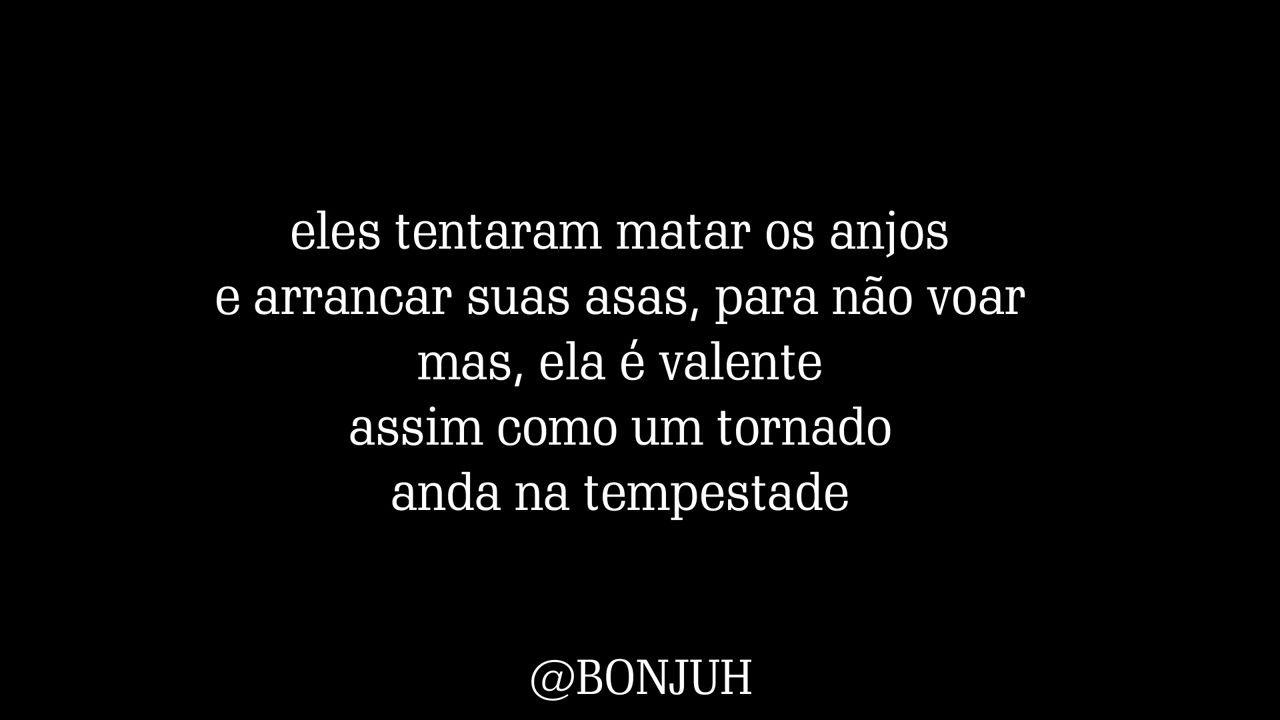 eles tentaram matar os anjos
e arrancar suas asas, para não voar
mas, ela é valente
assim como um tornado
anda na tempestade
@BONJUH